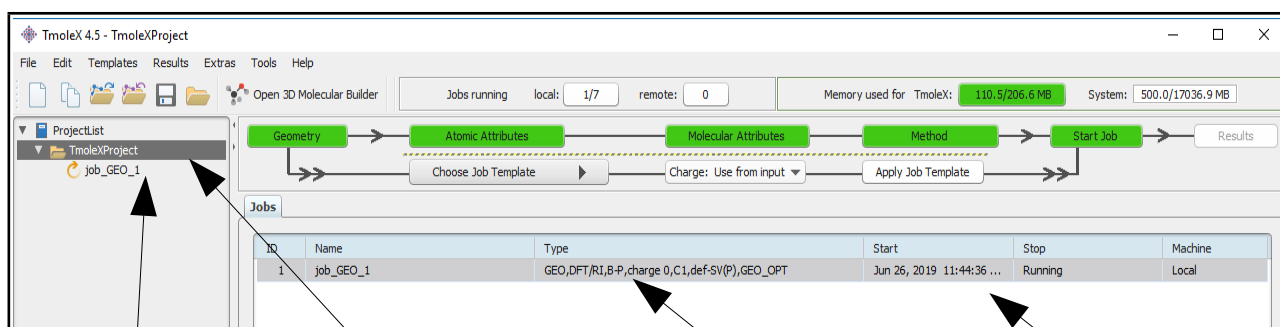 TmoleX 4.5 - TmoleXProject
File Edit Templates Results Extras Tools Help
Open 3D Molecular Builder Jobs running local: 1/7 remote: 0 Memory used for TmoleX: 110.5/206.6 MB System: 500.0/17036.9 MB
ProjectList
TmoleXProject
job_GEO_1
Geometry Atomic Attributes Molecular Attributes Method Start Job Results
Choose Job Template Charge: Use from input Apply Job Template
Jobs
ID Name Type Start Stop Machine
1 job_GEO_1 GEO,DFT/RI,B-P,charge 0,C1,def-SV(P),GEO_OPT Jun 26, 2019 11:44:36 ... Running Local